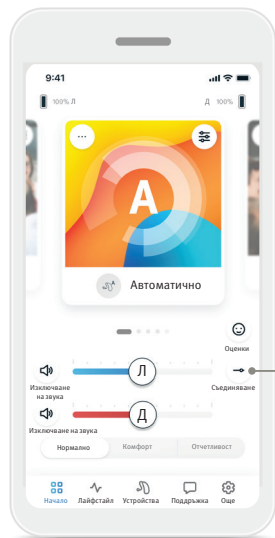 9:41
100% Л
Д 100%
А
Автоматично
Оценки
Л
Изключване
на звука
Съединяване
Д
Изключване на звука
Нормално Комфорт Отчетливост
Начало Лайфстайл Устройства Поддръжка Още